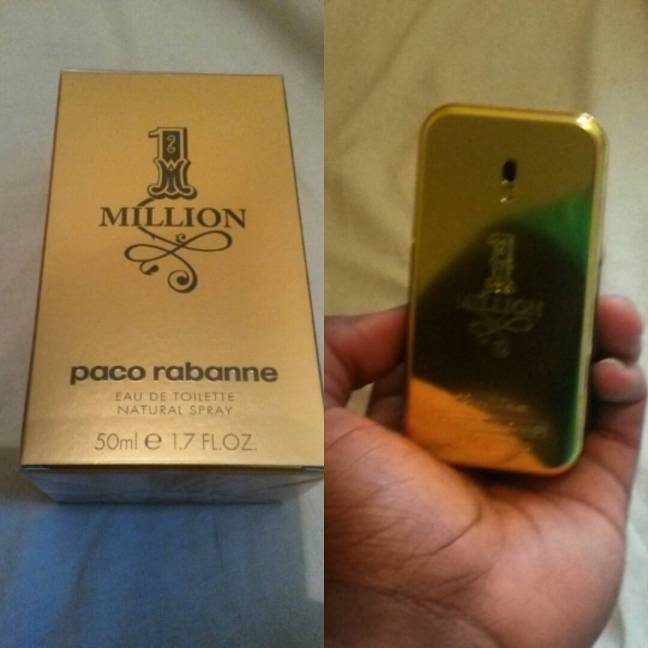 1
MILLION
paco rabanne
EAU DE TOILETTE
NATURAL SPRAY
50ml e 1.7 FL.OZ.
1
MILLION